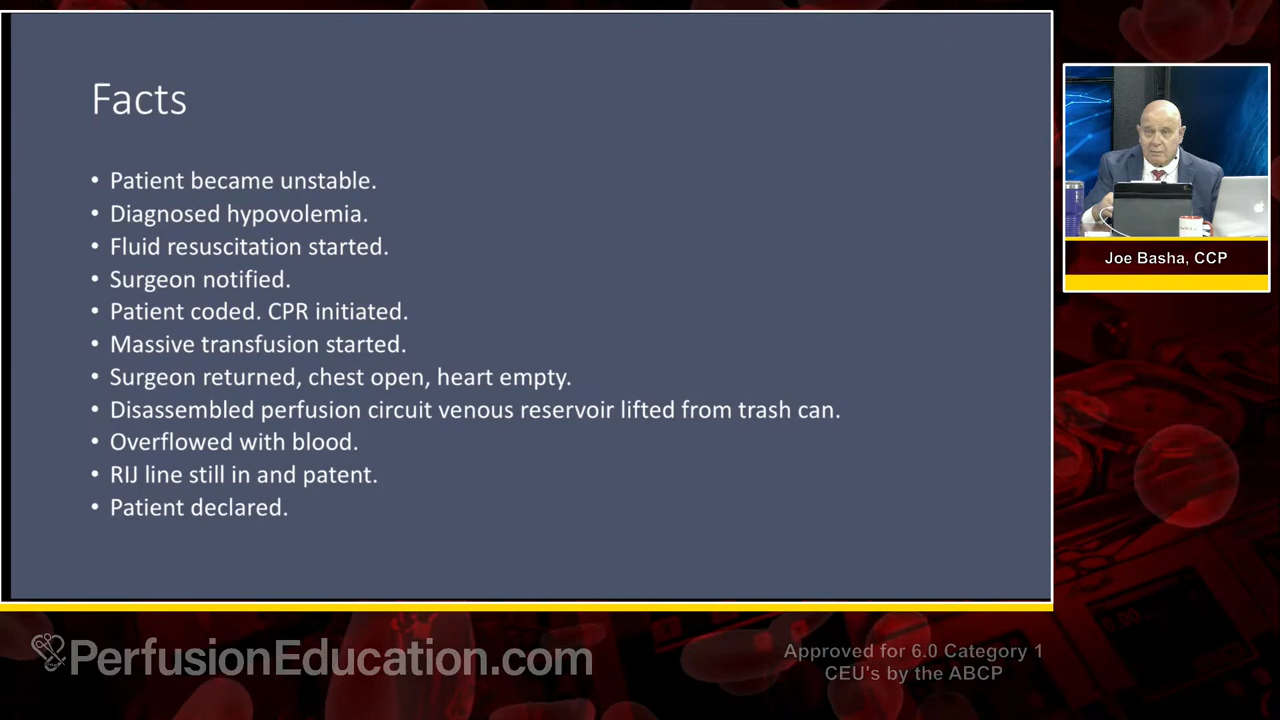 Facts
• Patient became unstable.
• Diagnosed hypovolemia.
• Fluid resuscitation started.
• Surgeon notified.
• Patient coded. CPR initiated.
• Massive transfusion started.
• Surgeon returned, chest open, heart empty.
• Disassembled perfusion circuit venous reservoir lifted from trash can.
• Overflowed with blood.
• RIJ line still in and patent.
• Patient declared.
Joe Basha, CCP
PerfusionEducation.com
Approved for 6.0 Category 1
CEU's by the ABCP